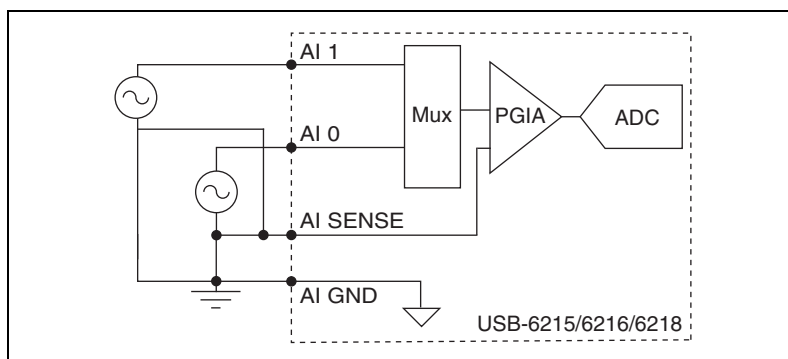 AI 1
Mux
PGIA
ADC
AI 0
AI SENSE
AI GND
USB-6215/6216/6218